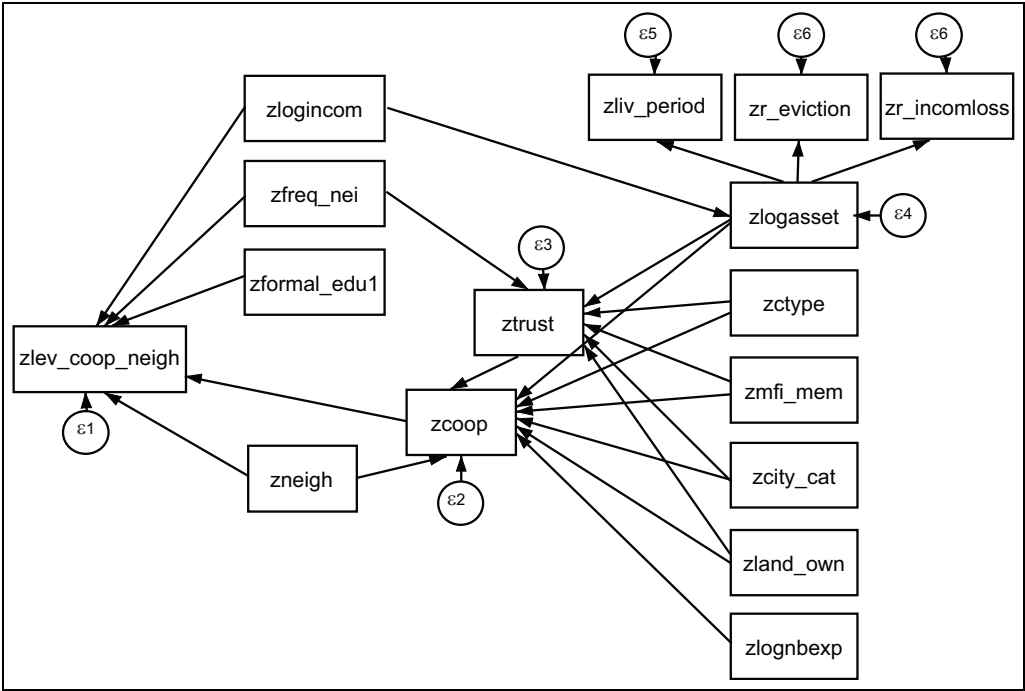 ε5
ε6
ε6
zlogincom
zliv_period
zr_eviction
zr_incomloss
zfreq_nei
zlogasset
ε4
ε3
zformal_edu1
zctype
ztrust
zlev_coop_neigh
zmfi_mem
ε1
zcoop
zneigh
zcity_cat
ε2
zland_own
zlognbexp